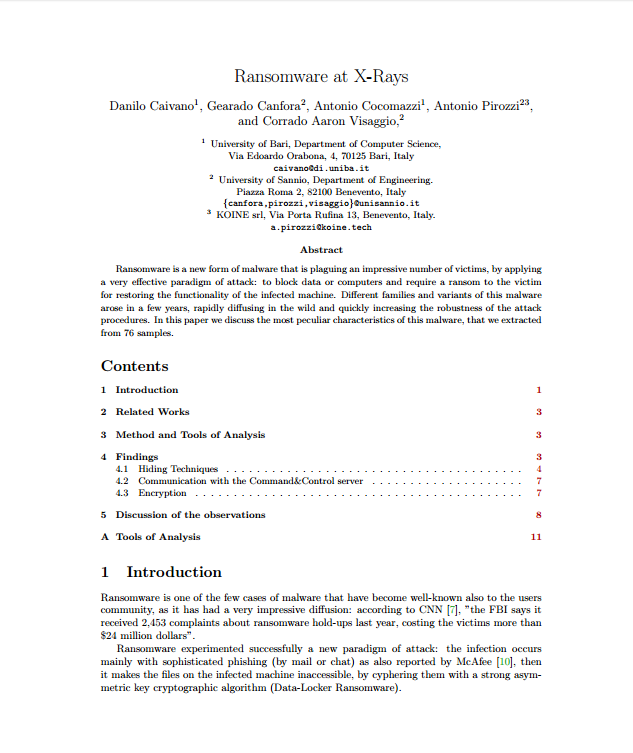 Ransomware at X-Rays
Danilo Caivano1, Gearado Canfora2, Antonio Cocomazzi1, Antonio Pirozzi23,
and Corrado Aaron Visaggio,2
1 University of Bari, Department of Computer Science,
Via Edoardo Orabona, 4, 70125 Bari, Italy
caivano@di.uniba.it
2 University of Sannio, Department of Engineering.
Piazza Roma 2, 82100 Benevento, Italy
{canfora,pirozzi,visaggio}@unisannio.it
3 KOINE srl, Via Porta Rufina 13, Benevento, Italy.
a.pirozzi@koine.tech
Abstract
Ransomware is a new form of malware that is plaguing an impressive number of victims, by applying
a very effective paradigm of attack: to block data or computers and require a ransom to the victim
for restoring the functionality of the infected machine. Different families and variants of this malware
arose in a few years, rapidly diffusing in the wild and quickly increasing the robustness of the attack
procedures. In this paper we discuss the most peculiar characteristics of this malware, that we extracted
from 76 samples.
Contents
1 Introduction 1
2 Related Works 3
3 Method and Tools of Analysis 3
4 Findings 3
4.1 Hiding Techniques . . . . . . . . . . . . . . . . . . . . . . . . . . . . . . . . . . . . . . . 4
4.2 Communication with the Command&Control server . . . . . . . . . . . . . . . . . . . . 7
4.3 Encryption . . . . . . . . . . . . . . . . . . . . . . . . . . . . . . . . . . . . . . . . . . . 7
5 Discussion of the observations 8
A Tools of Analysis 11
1 Introduction
Ransomware is one of the few cases of malware that have become well-known also to the users
community, as it has had a very impressive diffusion: according to CNN [7], "the FBI says it
received 2,453 complaints about ransomware hold-ups last year, costing the victims more than
$24 million dollars".
Ransomware experimented successfully a new paradigm of attack: the infection occurs
mainly with sophisticated phishing (by mail or chat) as also reported by McAfee [10], then
it makes the files on the infected machine inaccessible, by cyphering them with a strong asym-
metric key cryptographic algorithm (Data-Locker Ransomware).